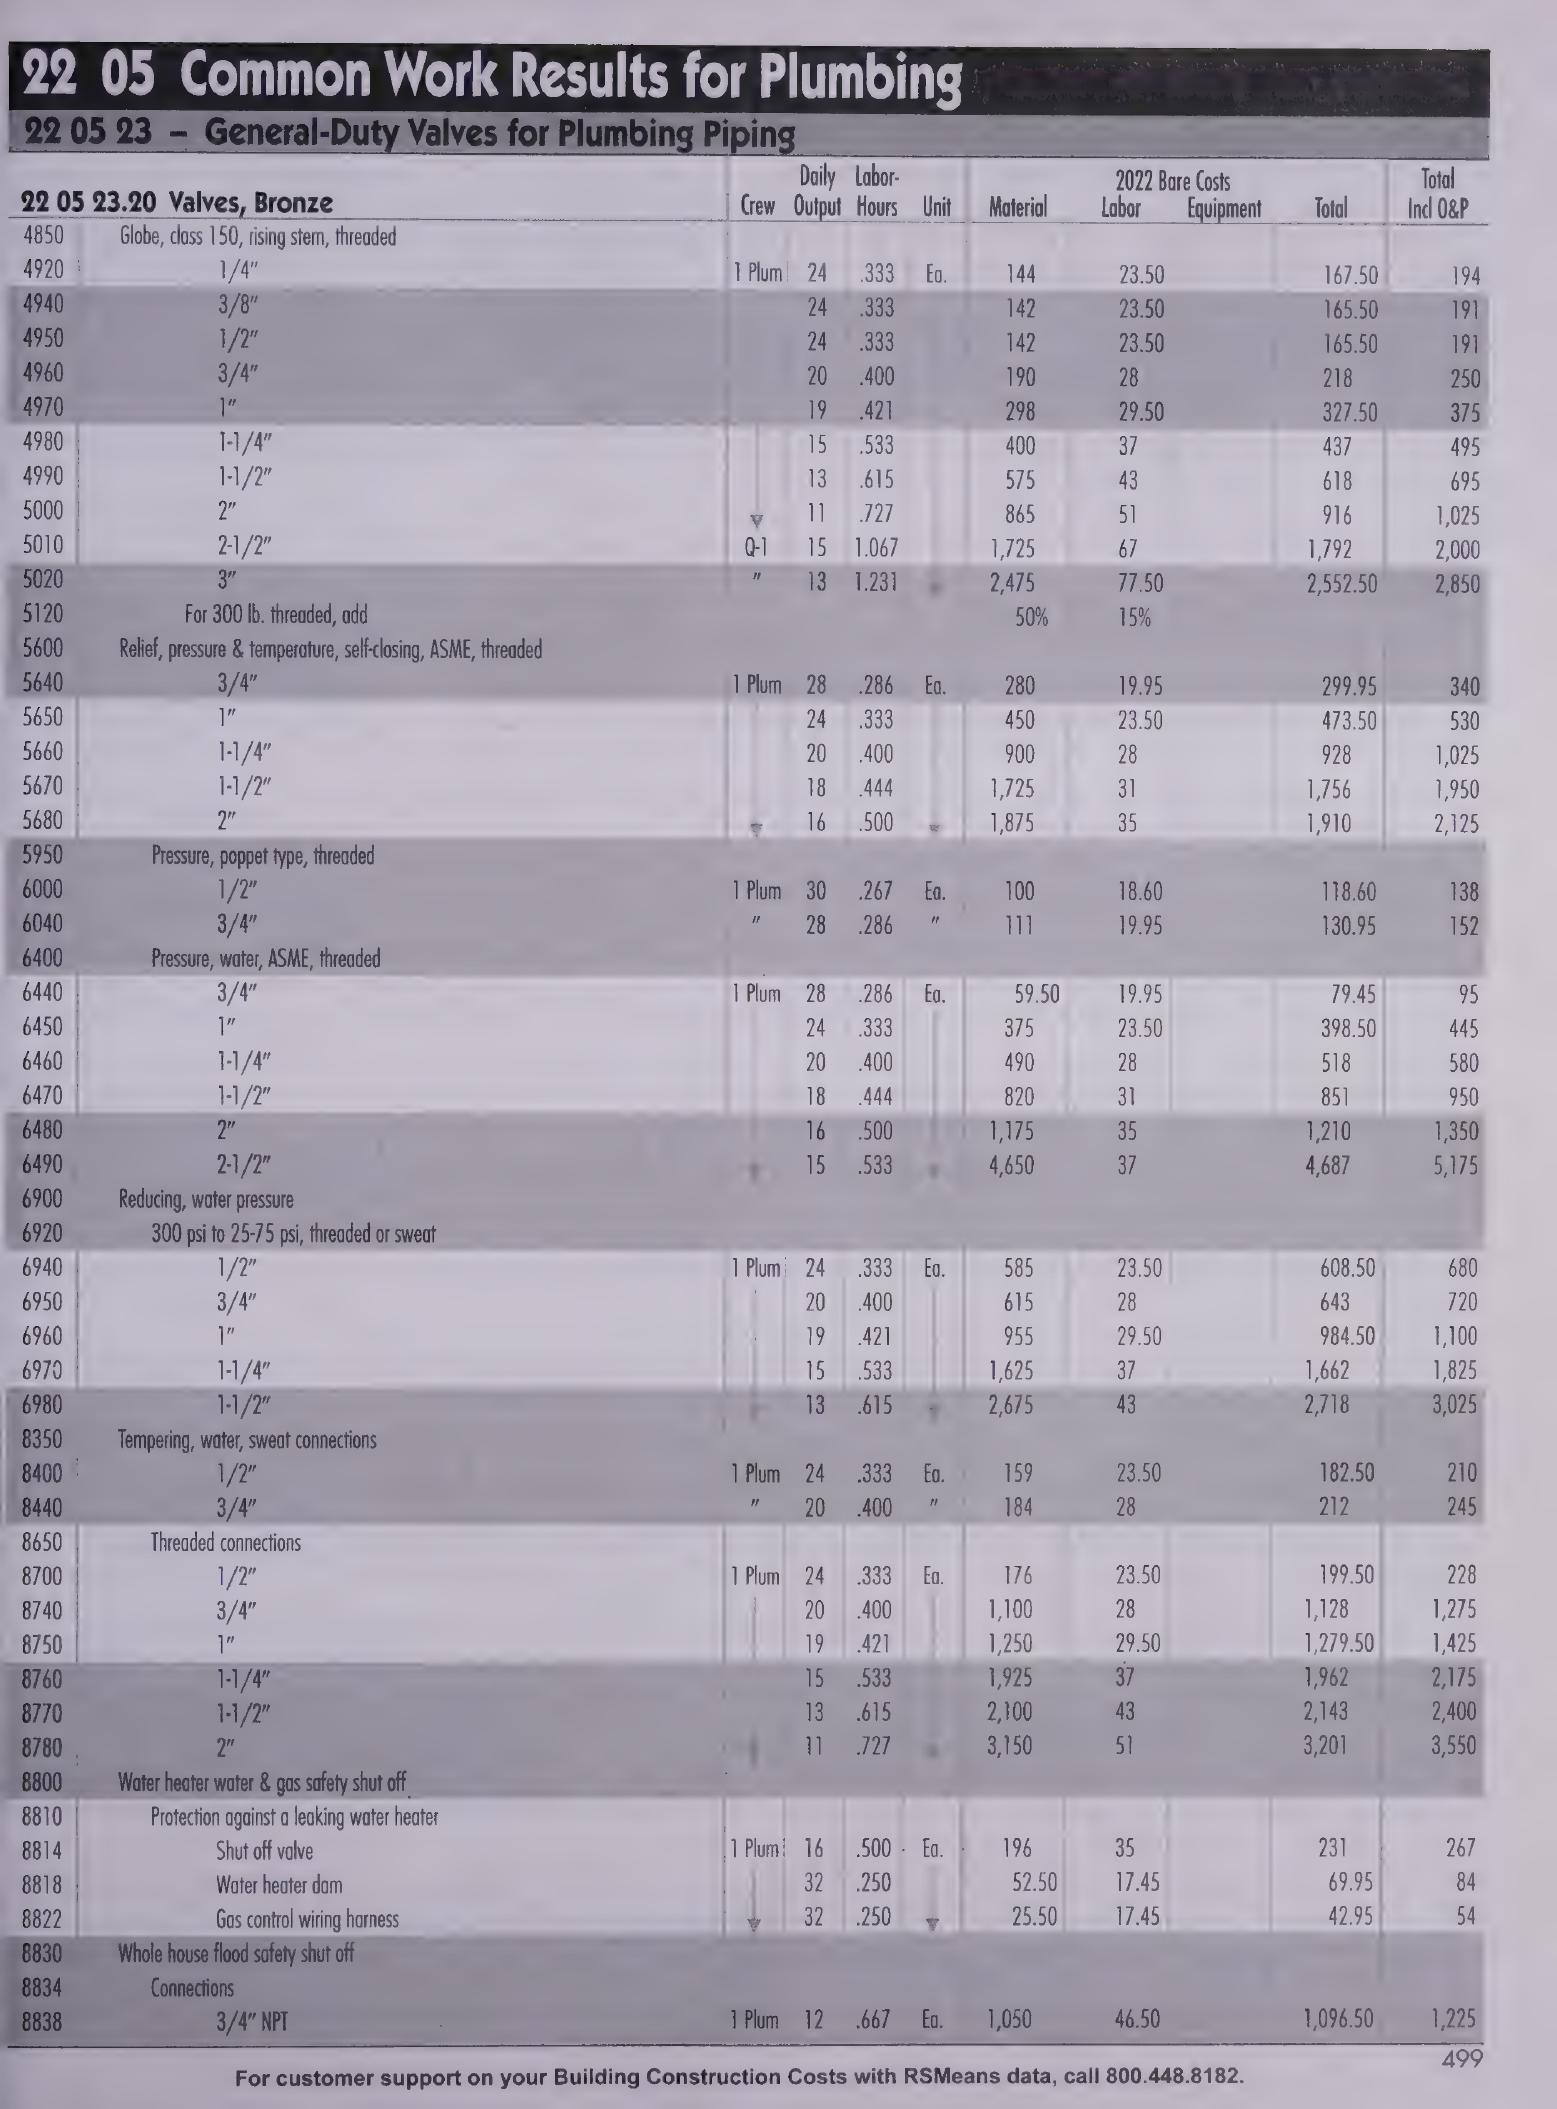 22 05 Common Work Results for Plumbing
22 05 23 – General-Duty Valves for Plumbing Piping
Daily Labor- 2022 Bare Costs Total
22 05 23.20 Valves, Bronze Crew Output Hours Unit Material Labor Equipment Total Incl O&P
4850 Globe, class 150, rising stem, threaded
4920 1/4" 1 Plum 24 .333 Ea. 144 23.50 167.50 194
4940 3/8" 24 .333 142 23.50 165.50 191
4950 1/2" 24 .333 142 23.50 165.50 191
4960 3/4" 20 .400 190 28 218 250
4970 1" 19 .421 298 29.50 327.50 375
4980 1-1/4" 15 .533 400 37 437 495
4990 1-1/2" 13 .615 575 43 618 695
5000 2" 11 .727 865 51 916 1,025
5010 2-1/2" Q-1 15 1.067 1,725 67 1,792 2,000
5020 3" " 13 1.231 2,475 77.50 2,552.50 2,850
5120 For 300 lb. threaded, add 50% 15%
5600 Relief, pressure & temperature, self-closing, ASME, threaded
5640 3/4" 1 Plum 28 .286 Ea. 280 19.95 299.95 340
5650 1" 24 .333 450 23.50 473.50 530
5660 1-1/4" 20 .400 900 28 928 1,025
5670 1-1/2" 18 .444 1,725 31 1,756 1,950
5680 2" 16 .500 1,875 35 1,910 2,125
5950 Pressure, poppet type, threaded
6000 1/2" 1 Plum 30 .267 Ea. 100 18.60 118.60 138
6040 3/4" " 28 .286 " 111 19.95 130.95 152
6400 Pressure, water, ASME, threaded
6440 3/4" 1 Plum 28 .286 Ea. 59.50 19.95 79.45 95
6450 1" 24 .333 375 23.50 398.50 445
6460 1-1/4" 20 .400 490 28 518 580
6470 1-1/2" 18 .444 820 31 851 950
6480 2" 16 .500 1,175 35 1,210 1,350
6490 2-1/2" 15 .533 4,650 37 4,687 5,175
6900 Reducing, water pressure
6920 300 psi to 25-75 psi, threaded or sweat
6940 1/2" 1 Plum 24 .333 Ea. 585 23.50 608.50 680
6950 3/4" 20 .400 615 28 643 720
6960 1" 19 .421 955 29.50 984.50 1,100
6970 1-1/4" 15 .533 1,625 37 1,662 1,825
6980 1-1/2" 13 .615 2,675 43 2,718 3,025
8350 Tempering, water, sweat connections
8400 1/2" 1 Plum 24 .333 Ea. 159 23.50 182.50 210
8440 3/4" " 20 .400 " 184 28 212 245
8650 Threaded connections
8700 1/2" 1 Plum 24 .333 Ea. 176 23.50 199.50 228
8740 3/4" 20 .400 1,100 28 1,128 1,275
8750 1" 19 .421 1,250 29.50 1,279.50 1,425
8760 1-1/4" 15 .533 1,925 37 1,962 2,175
8770 1-1/2" 13 .615 2,100 43 2,143 2,400
8780 2" 11 .727 3,150 51 3,201 3,550
8800 Water heater water & gas safety shut off
8810 Protection against a leaking water heater
8814 Shut off valve 1 Plum 16 .500 Ea. 196 35 231 267
8818 Water heater dam 32 .250 52.50 17.45 69.95 84
8822 Gas control wiring harness 32 .250 25.50 17.45 42.95 54
8830 Whole house flood safety shut off
8834 Connections
8838 3/4" NPT 1 Plum 12 .667 Ea. 1,050 46.50 1,096.50 1,225
For customer support on your Building Construction Costs with RSMeans data, call 800.448.8182.
499